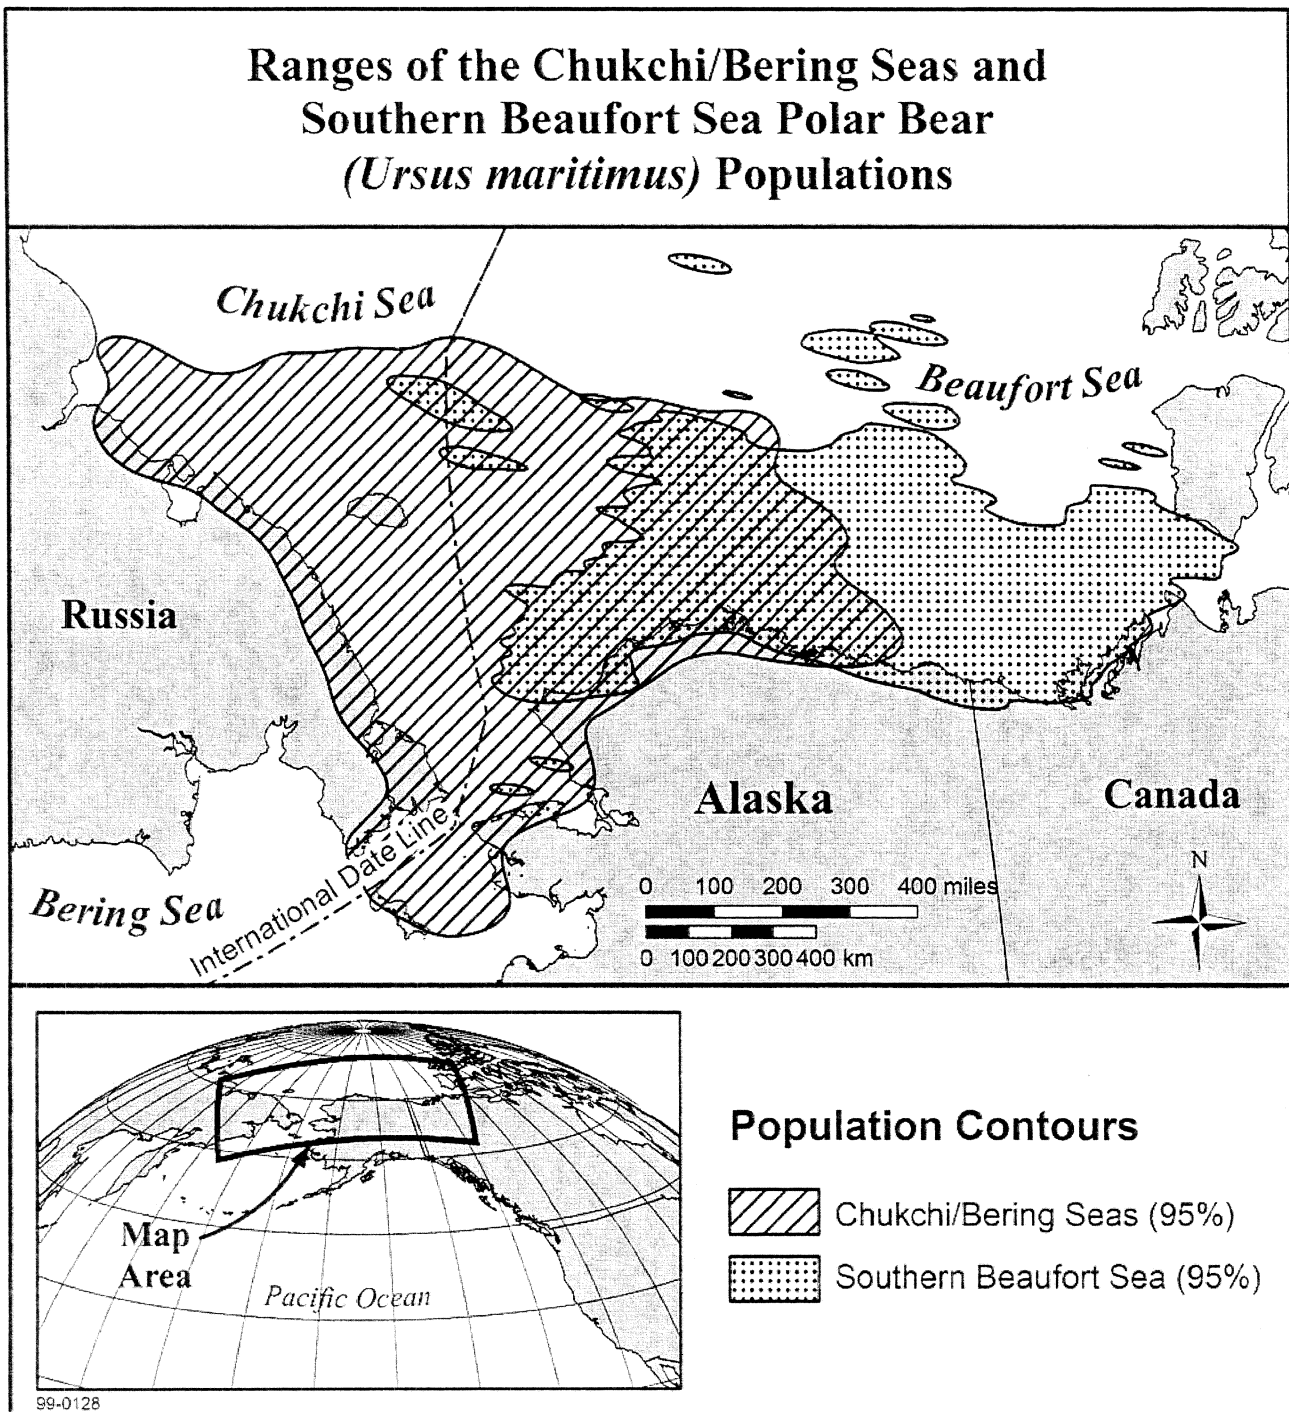 Ranges of the Chukchi/Bering Seas and
Southern Beaufort Sea Polar Bear
(Ursus maritimus) Populations
Chukchi Sea
Beaufort Sea
Russia
Alaska
Canada
Bering Sea
International Date Line
N
0 100 200 300 400 miles
0 100 200 300 400 km
Map
Area
Pacific Ocean
Population Contours
Chukchi/Bering Seas (95%)
Southern Beaufort Sea (95%)
99-0128